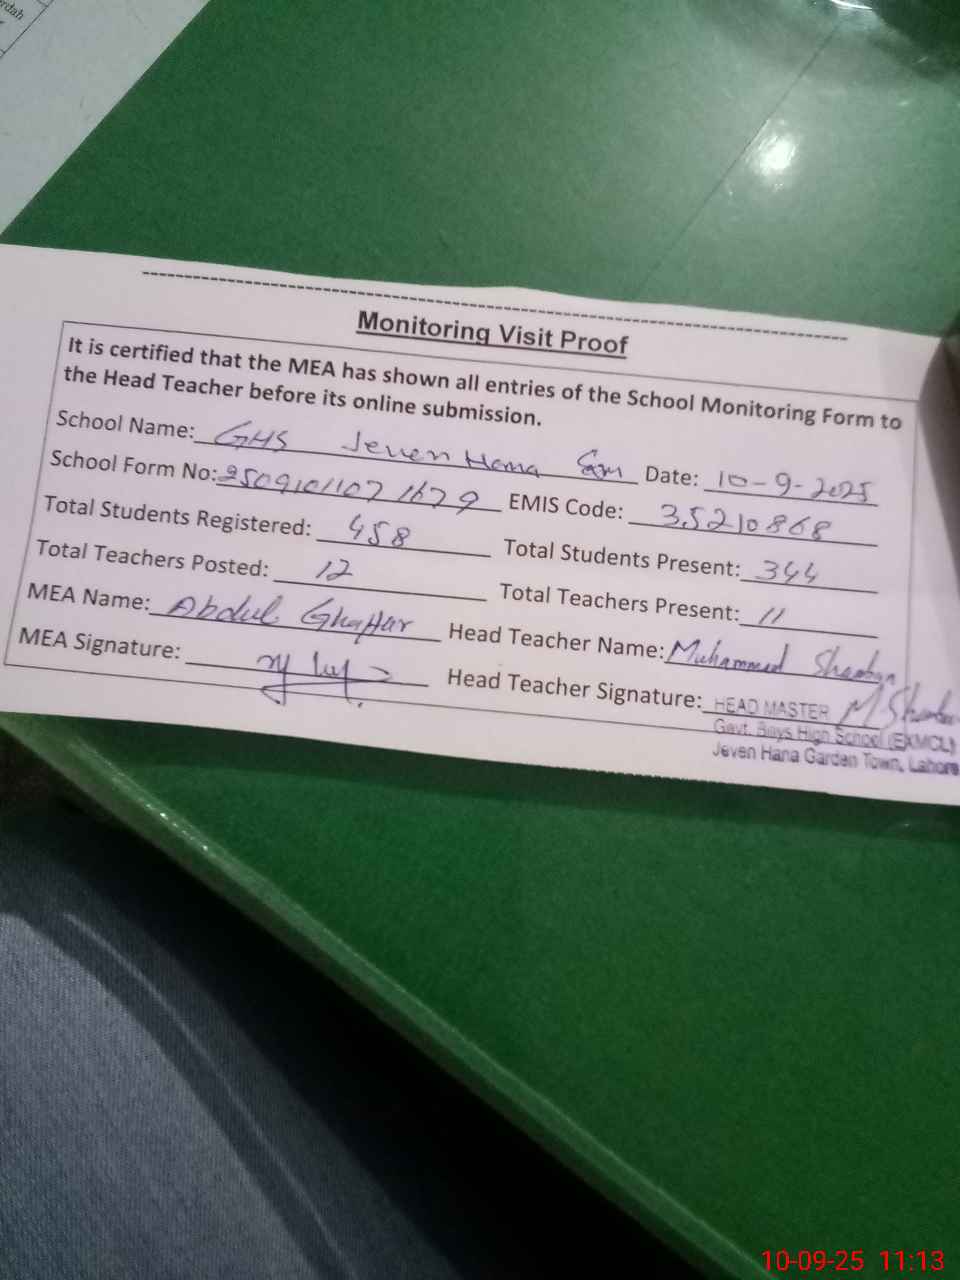 rdah
Monitoring Visit Proof
It is certified that the MEA has shown all entries of the School Monitoring Form to
the Head Teacher before its online submission.
School Name: GHS Jeven Hana Date: 10-9-2025
School Form No: 25091011071679 EMIS Code: 35210868
Total Students Registered: 458 Total Students Present: 344
Total Teachers Posted: 12 Total Teachers Present: 11
MEA Name: Abdul Ghaffar Head Teacher Name: Muhammed
MEA Signature: Head Teacher Signature: HEAD MASTER
Govt. Boys High School (EXMCL)
Jeven Hana Garden Town, Lahore
10-09-25 11:13